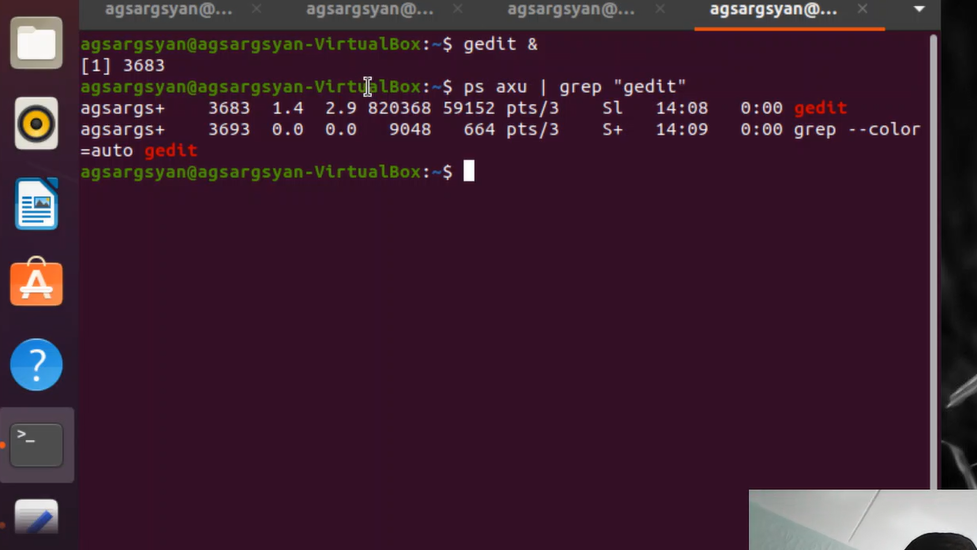 agsargsyan@... agsargsyan@... agsargsyan@... agsargsyan@...
agsargsyan@agsargsyan-VirtualBox:~$ gedit &
[1] 3683
agsargsyan@agsargsyan-VirtualBox:~$ ps axu | grep "gedit"
agsargs+ 3683 1.4 2.9 820368 59152 pts/3 Sl 14:08 0:00 gedit
agsargs+ 3693 0.0 0.0 9048 664 pts/3 S+ 14:09 0:00 grep --color
=auto gedit
agsargsyan@agsargsyan-VirtualBox:~$